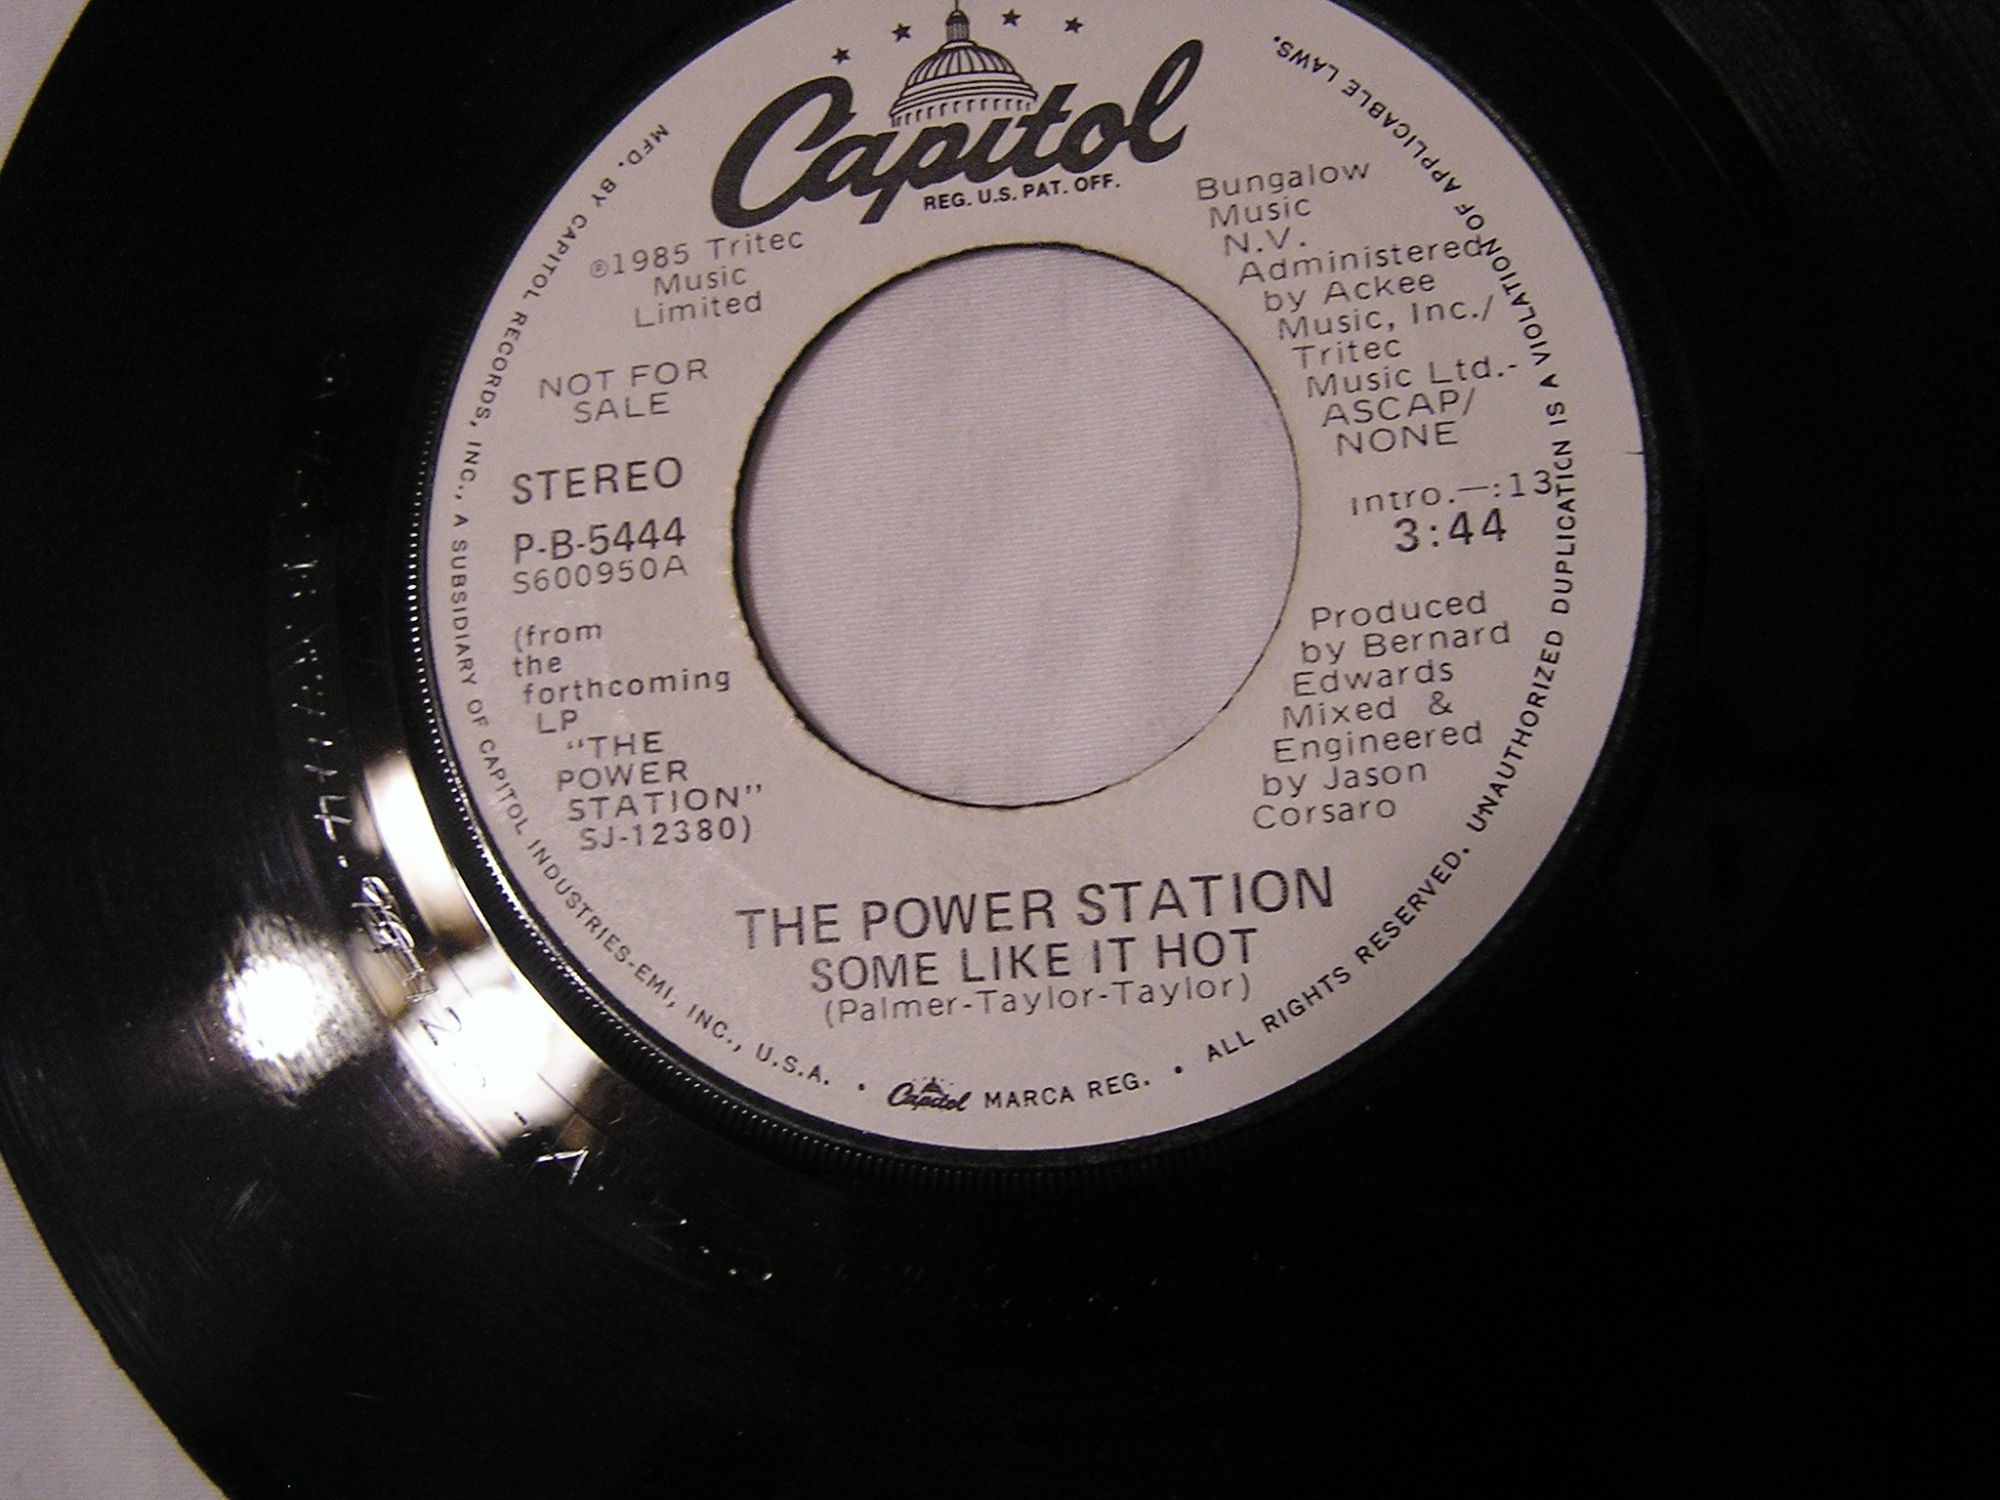 Capitol
REG. U.S. PAT. OFF.
℗1985 Tritec
Music
Limited
NOT FOR
SALE
STEREO
P-B-5444
S600950A
(from
the
forthcoming
LP
"THE
POWER
STATION"
SJ-12380)
Bungalow
Music
N.V.
Administered
by Ackee
Music, Inc./
Tritec
Music Ltd.-
ASCAP/
NONE
Intro.—:13
3:44
Produced
by Bernard
Edwards
Mixed &
Engineered
by Jason
Corsaro
THE POWER STATION
SOME LIKE IT HOT
(Palmer-Taylor-Taylor)
MFD. BY CAPITOL RECORDS, INC., A SUBSIDIARY OF CAPITOL INDUSTRIES-EMI, INC., U.S.A. • Capitol MARCA REG. • ALL RIGHTS RESERVED. UNAUTHORIZED DUPLICATION IS A VIOLATION OF APPLICABLE LAWS.